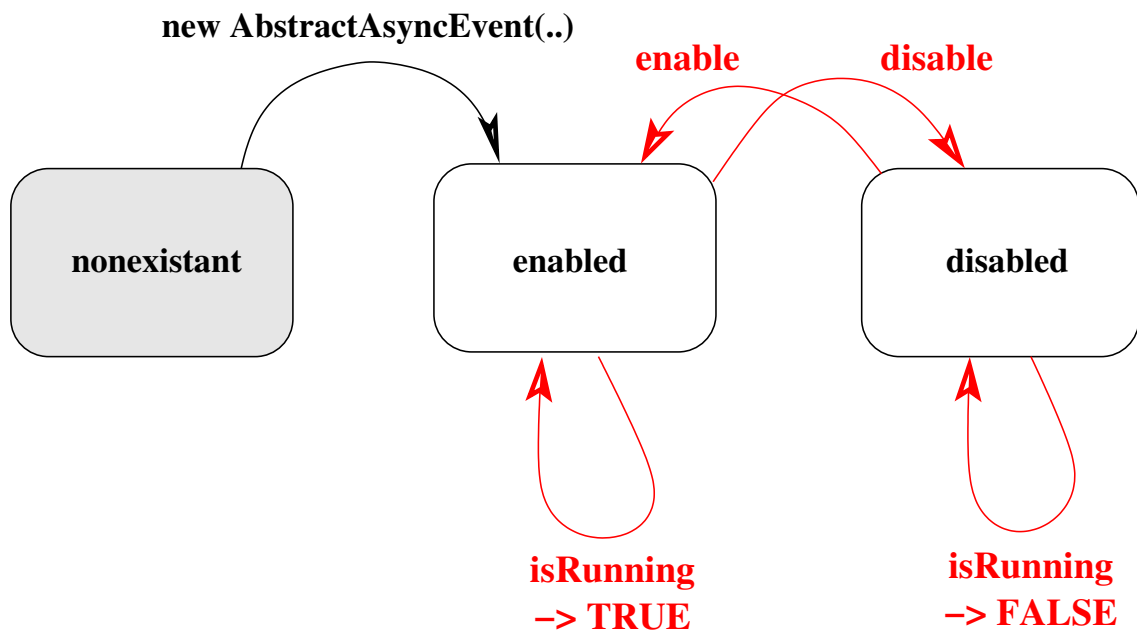 new AbstractAsyncEvent(..)
enable
disable
nonexistant
enabled
disabled
isRunning
–> TRUE
isRunning
–> FALSE